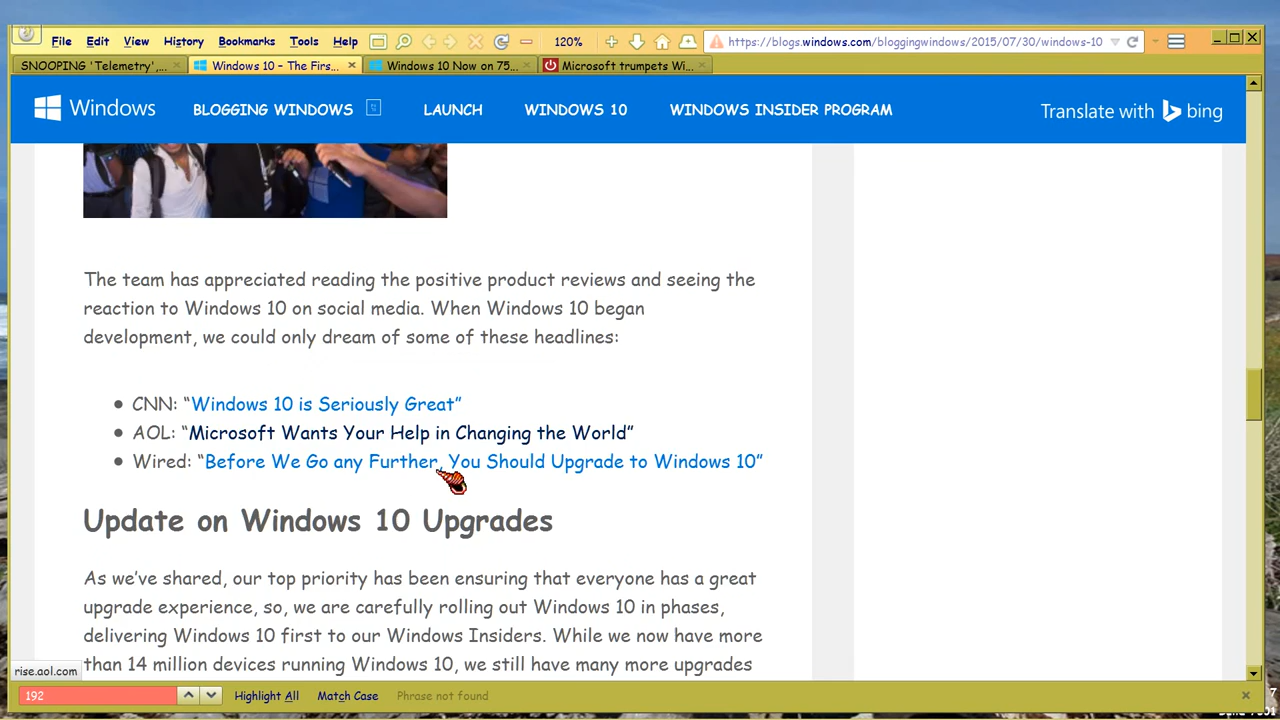 File Edit View History Bookmarks Tools Help 120% https://blogs.windows.com/bloggingwindows/2015/07/30/windows-10
SNOOPING 'Telemetry',... Windows 10 – The Firs... Windows 10 Now on 75... Microsoft trumpets Wi...
Windows BLOGGING WINDOWS LAUNCH WINDOWS 10 WINDOWS INSIDER PROGRAM Translate with bing
The team has appreciated reading the positive product reviews and seeing the
reaction to Windows 10 on social media. When Windows 10 began
development, we could only dream of some of these headlines:
CNN: “Windows 10 is Seriously Great”
AOL: “Microsoft Wants Your Help in Changing the World”
Wired: “Before We Go any Further, You Should Upgrade to Windows 10”
Update on Windows 10 Upgrades
As we’ve shared, our top priority has been ensuring that everyone has a great
upgrade experience, so, we are carefully rolling out Windows 10 in phases,
delivering Windows 10 first to our Windows Insiders. While we now have more
than 14 million devices running Windows 10, we still have many more upgrades
rise.aol.com
192 Highlight All Match Case Phrase not found